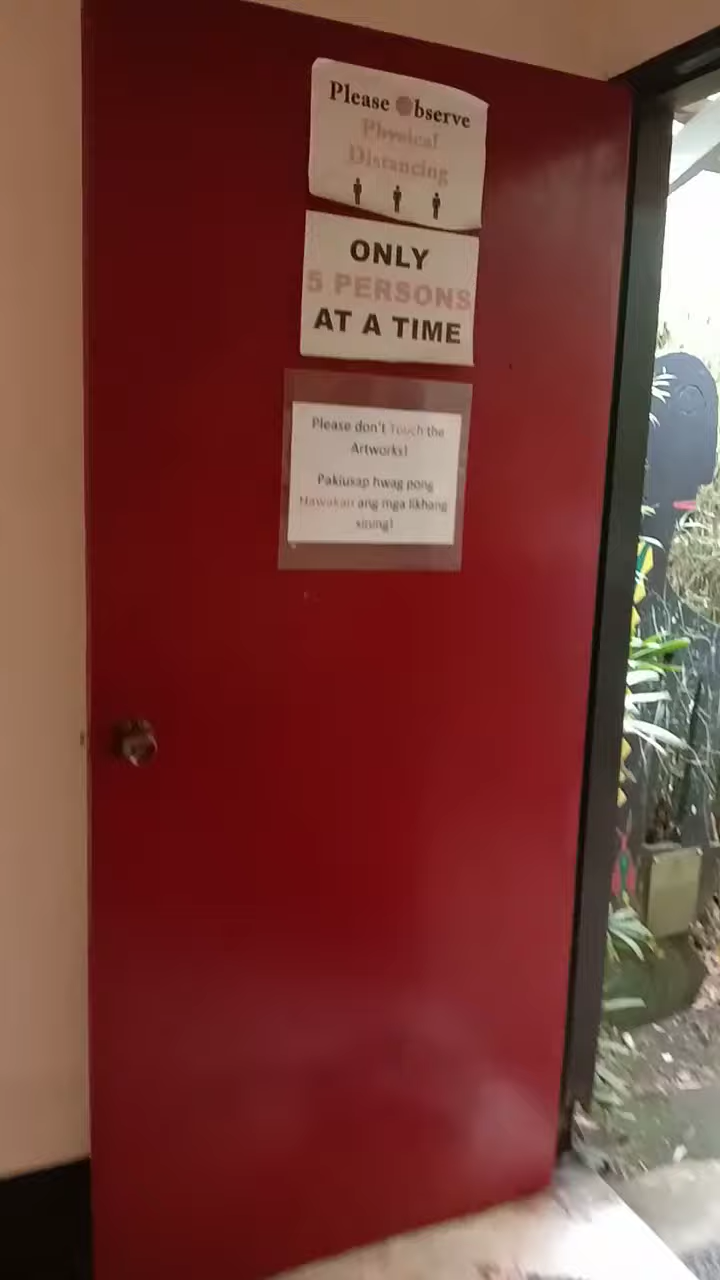 Please Observe
Physical
Distancing
ONLY
5 PERSONS
AT A TIME
Please don't Touch the
Artworks!
Pakiusap hwag pong
Hawakan ang mga likhang
sining!